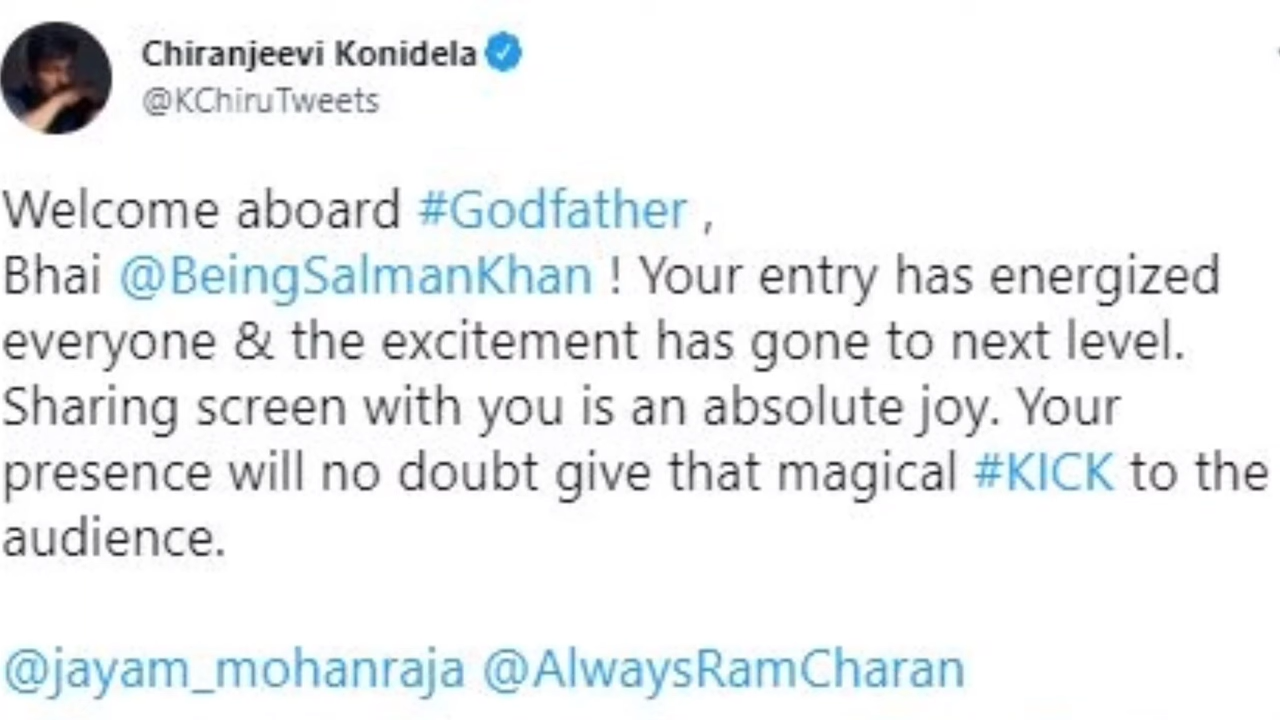 Chiranjeevi Konidela
@KChiruTweets
Welcome aboard #Godfather ,
Bhai @BeingSalmanKhan ! Your entry has energized
everyone & the excitement has gone to next level.
Sharing screen with you is an absolute joy. Your
presence will no doubt give that magical #KICK to the
audience.
@jayam_mohanraja @AlwaysRamCharan